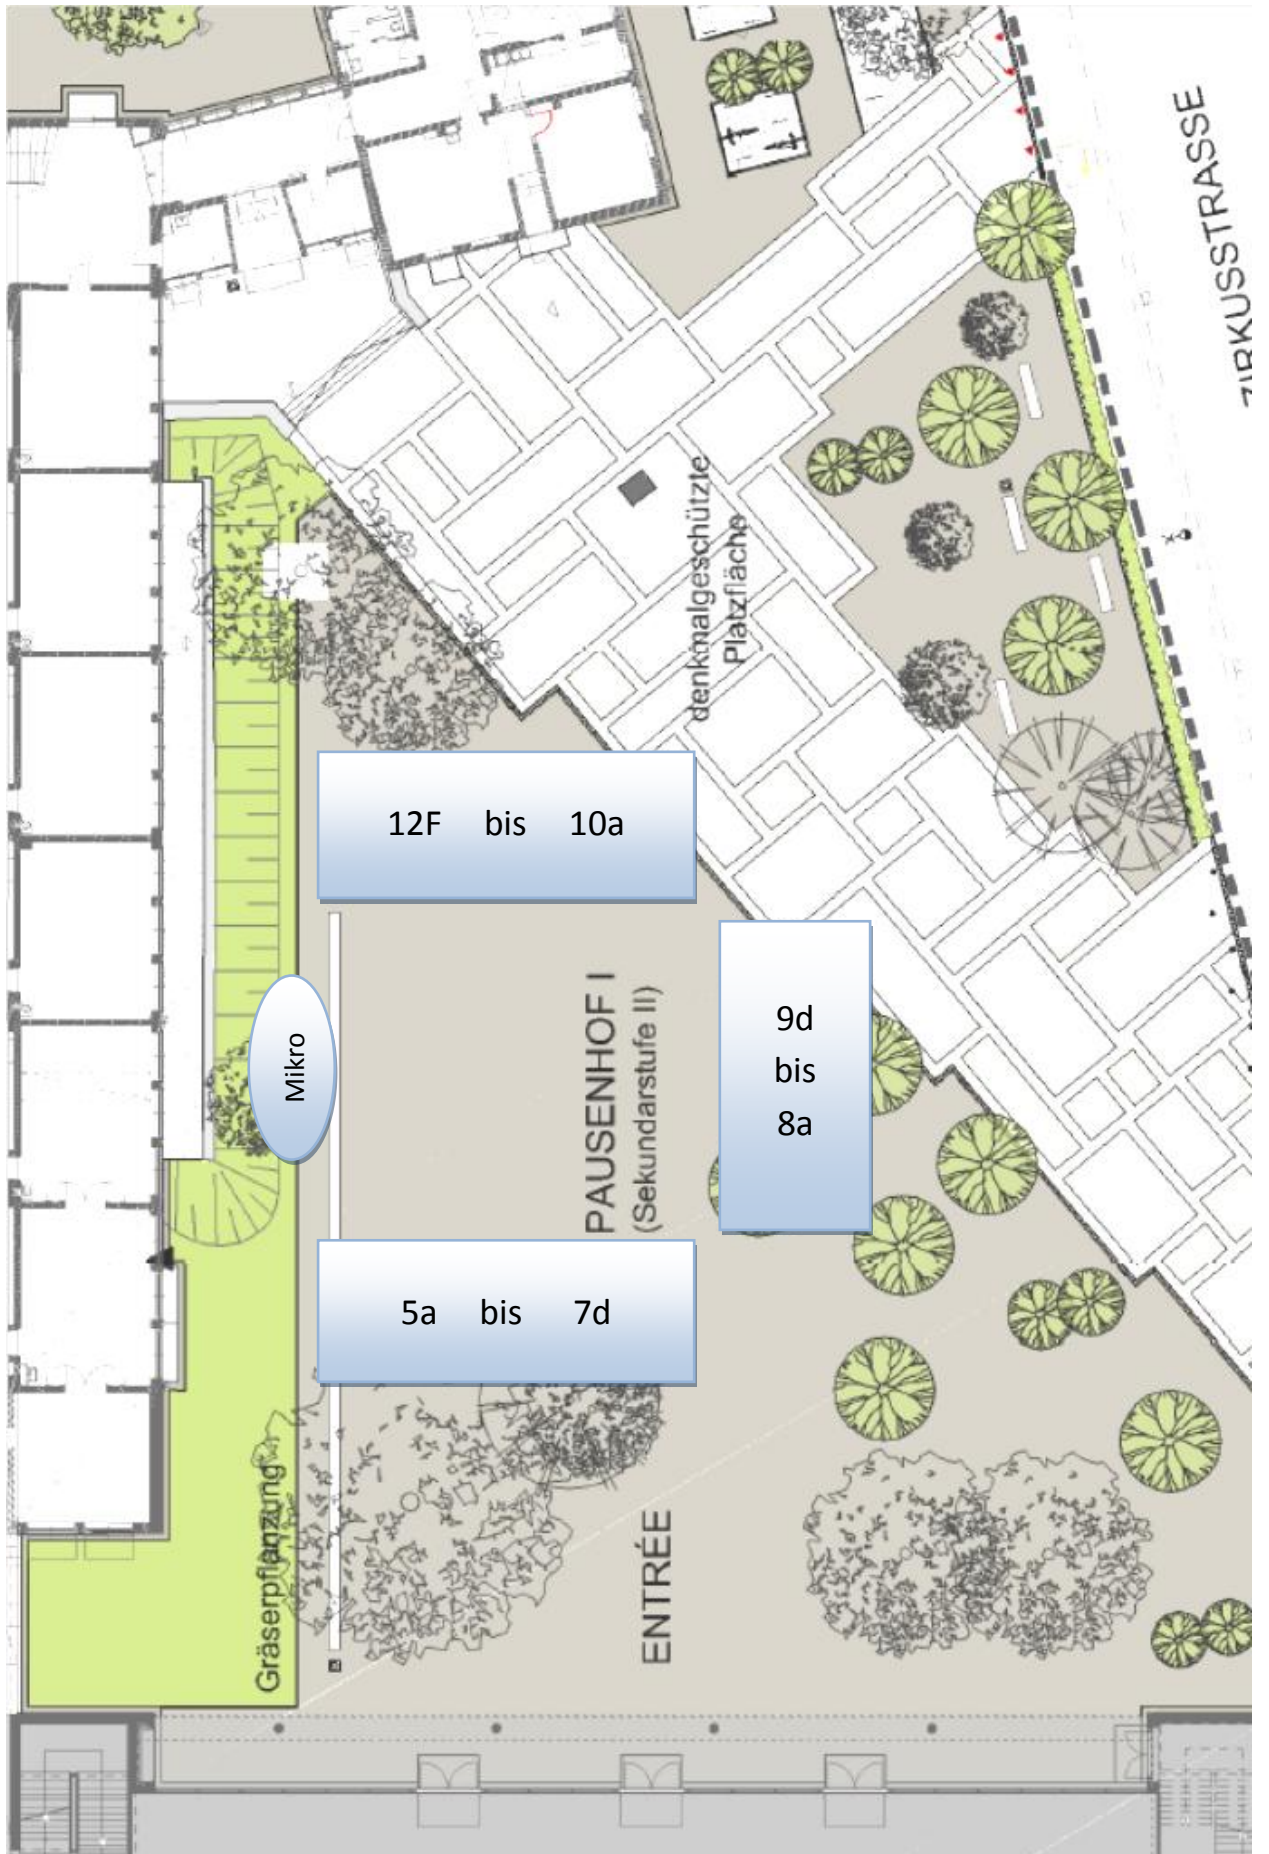 ZIRKUSSTRASSE
denkmalgeschützte
Platzfläche
12F bis 10a
9d
bis
8a
Mikro
PAUSENHOF I
(Sekundarstufe II)
5a bis 7d
Gräserpflanzung
ENTRÉE